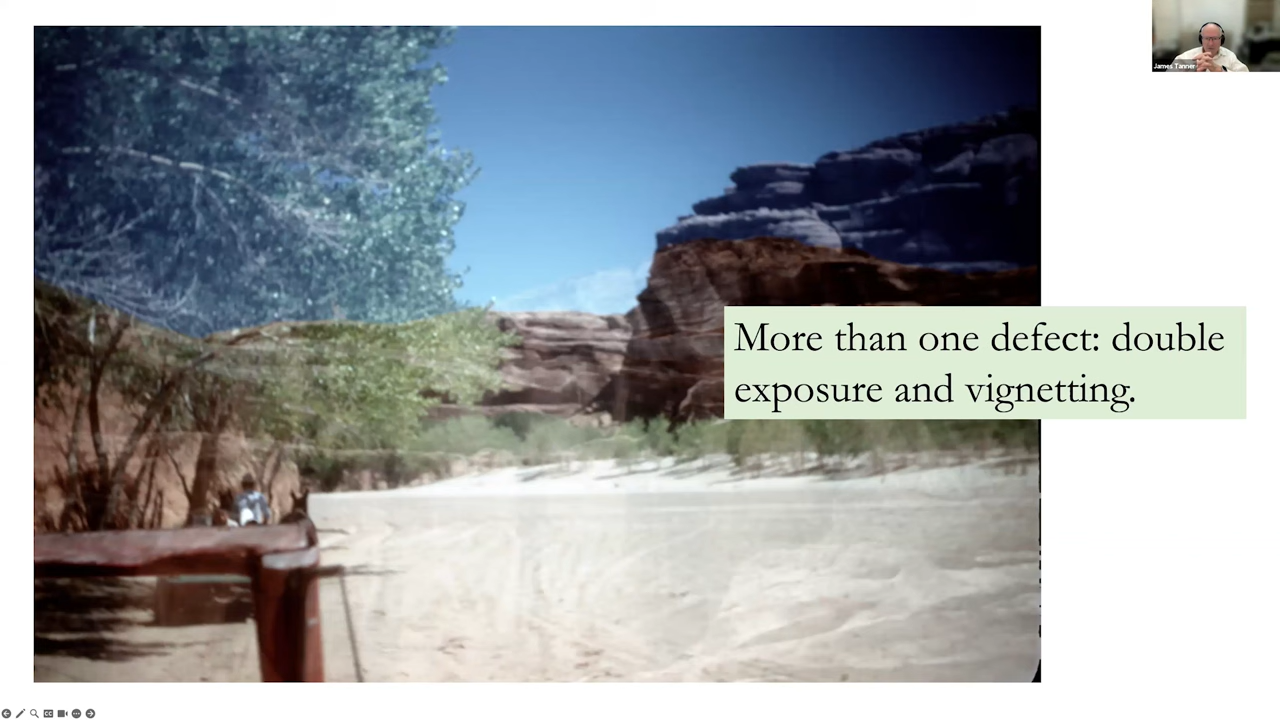 James Tanner
More than one defect: double
exposure and vignetting.